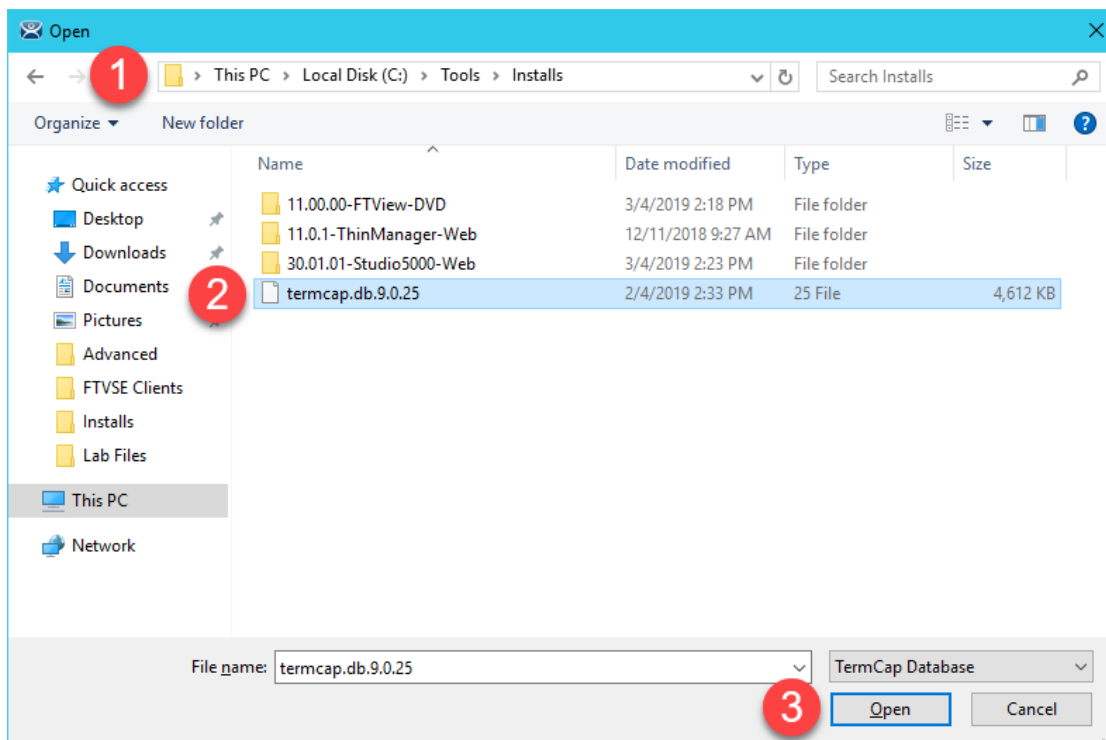 Open
1
This PC > Local Disk (C:) > Tools > Installs
Search Installs
Organize
New folder
Name
Date modified
Type
Size
Quick access
Desktop
Downloads
Documents
Pictures
Advanced
FTVSE Clients
Installs
Lab Files
This PC
Network
11.00.00-FTView-DVD 3/4/2019 2:18 PM File folder
11.0.1-ThinManager-Web 12/11/2018 9:27 AM File folder
30.01.01-Studio5000-Web 3/4/2019 2:23 PM File folder
2
termcap.db.9.0.25 2/4/2019 2:33 PM 25 File 4,612 KB
File name: termcap.db.9.0.25
TermCap Database
3
Open
Cancel